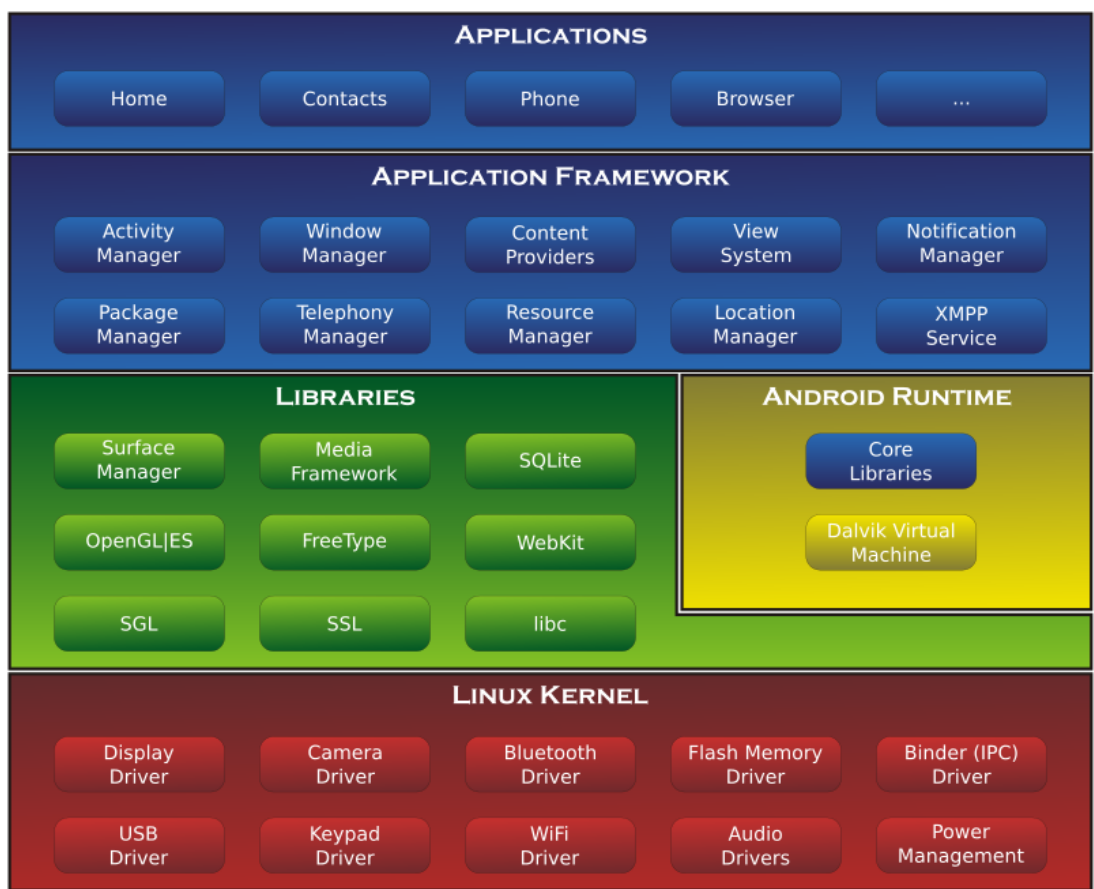 APPLICATIONS
Home
Contacts
Phone
Browser
...
APPLICATION FRAMEWORK
Activity
Manager
Window
Manager
Content
Providers
View
System
Notification
Manager
Package
Manager
Telephony
Manager
Resource
Manager
Location
Manager
XMPP
Service
LIBRARIES
Surface
Manager
Media
Framework
SQLite
OpenGL|ES
FreeType
WebKit
SGL
SSL
libc
ANDROID RUNTIME
Core
Libraries
Dalvik Virtual
Machine
LINUX KERNEL
Display
Driver
Camera
Driver
Bluetooth
Driver
Flash Memory
Driver
Binder (IPC)
Driver
USB
Driver
Keypad
Driver
WiFi
Driver
Audio
Drivers
Power
Management